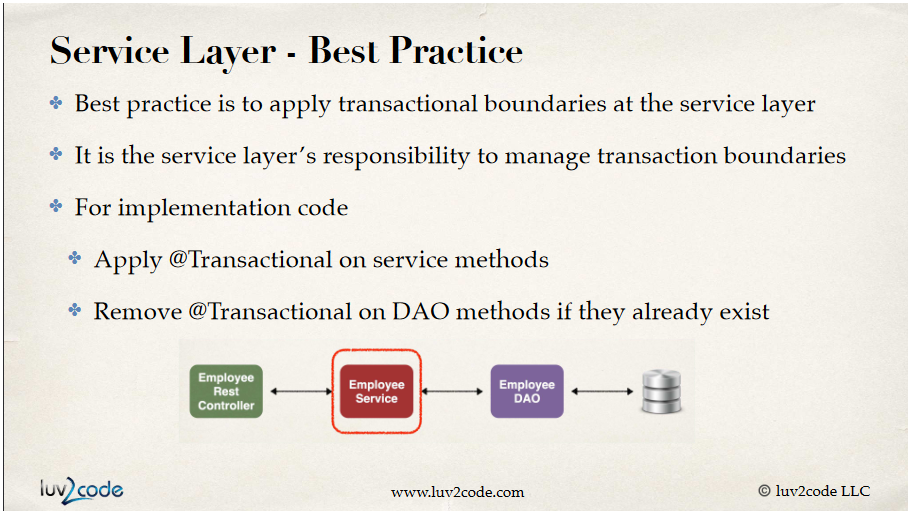 Service Layer - Best Practice
Best practice is to apply transactional boundaries at the service layer
It is the service layer's responsibility to manage transaction boundaries
For implementation code
Apply @Transactional on service methods
Remove @Transactional on DAO methods if they already exist
Employee
Rest
Controller
Employee
Service
Employee
DAO
luv2code
www.luv2code.com
© luv2code LLC